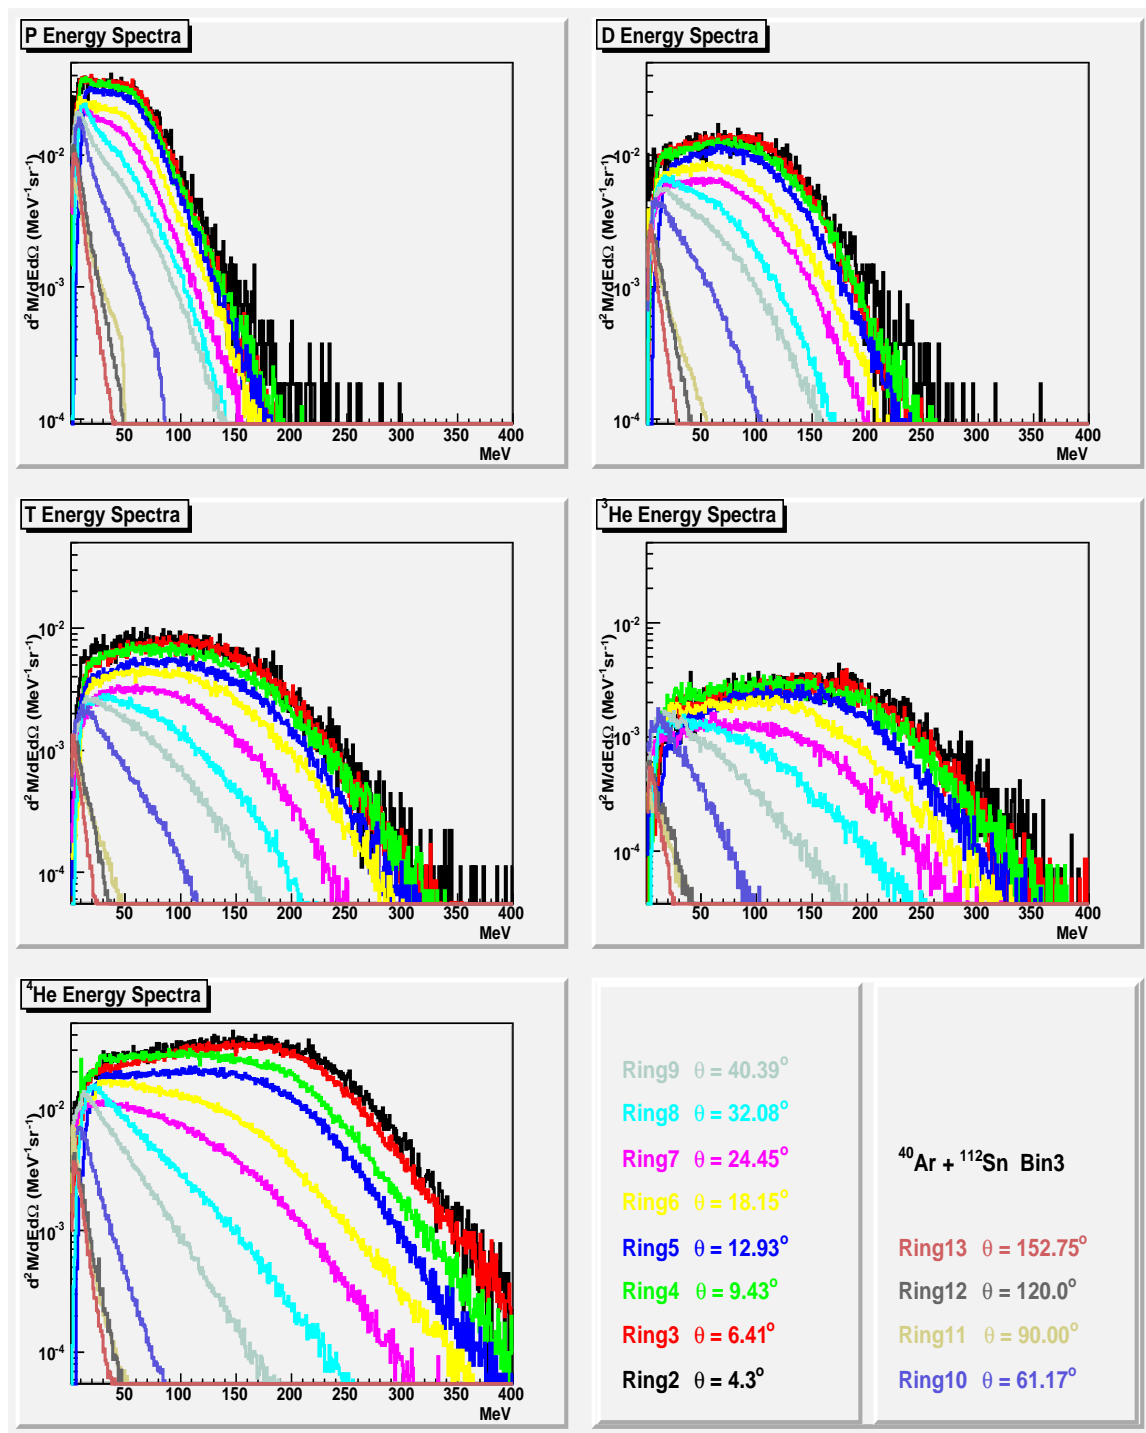 P Energy Spectra
d²M/dEdΩ (MeV⁻¹sr⁻¹)
10⁻²
10⁻³
10⁻⁴
50 100 150 200 250 300 350 400
MeV
D Energy Spectra
d²M/dEdΩ (MeV⁻¹sr⁻¹)
10⁻²
10⁻³
10⁻⁴
50 100 150 200 250 300 350 400
MeV
T Energy Spectra
d²M/dEdΩ (MeV⁻¹sr⁻¹)
10⁻²
10⁻³
10⁻⁴
50 100 150 200 250 300 350 400
MeV
³He Energy Spectra
d²M/dEdΩ (MeV⁻¹sr⁻¹)
10⁻²
10⁻³
10⁻⁴
50 100 150 200 250 300 350 400
MeV
⁴He Energy Spectra
d²M/dEdΩ (MeV⁻¹sr⁻¹)
10⁻²
10⁻³
10⁻⁴
50 100 150 200 250 300 350 400
MeV
Ring9 θ = 40.39°
Ring8 θ = 32.08°
Ring7 θ = 24.45°
Ring6 θ = 18.15°
Ring5 θ = 12.93°
Ring4 θ = 9.43°
Ring3 θ = 6.41°
Ring2 θ = 4.3°
⁴⁰Ar + ¹¹²Sn Bin3
Ring13 θ = 152.75°
Ring12 θ = 120.0°
Ring11 θ = 90.00°
Ring10 θ = 61.17°